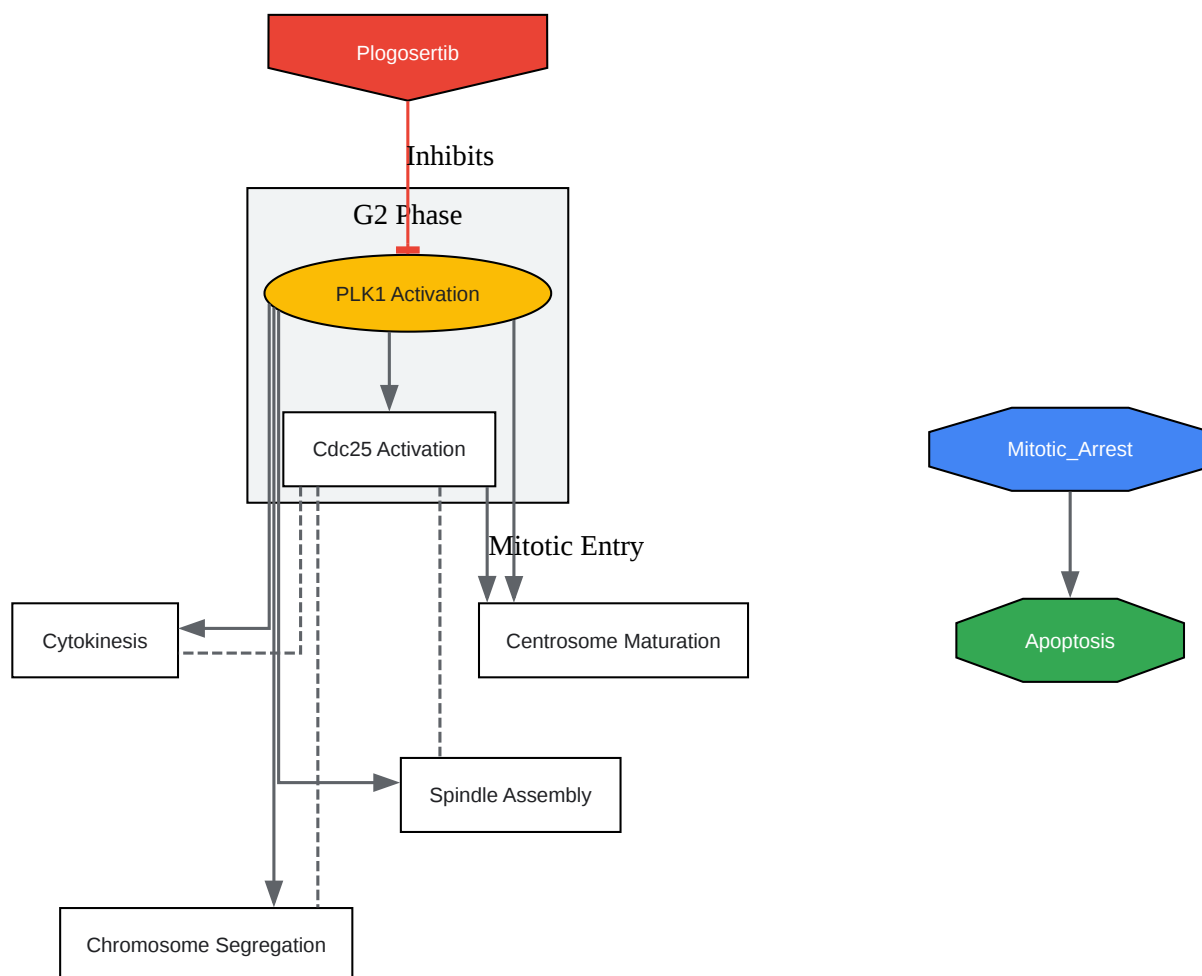 Plogosertib
Inhibits
G2 Phase
PLK1 Activation
Cdc25 Activation
Mitotic_Arrest
Mitotic Entry
Cytokinesis
Centrosome Maturation
Apoptosis
Spindle Assembly
Chromosome Segregation